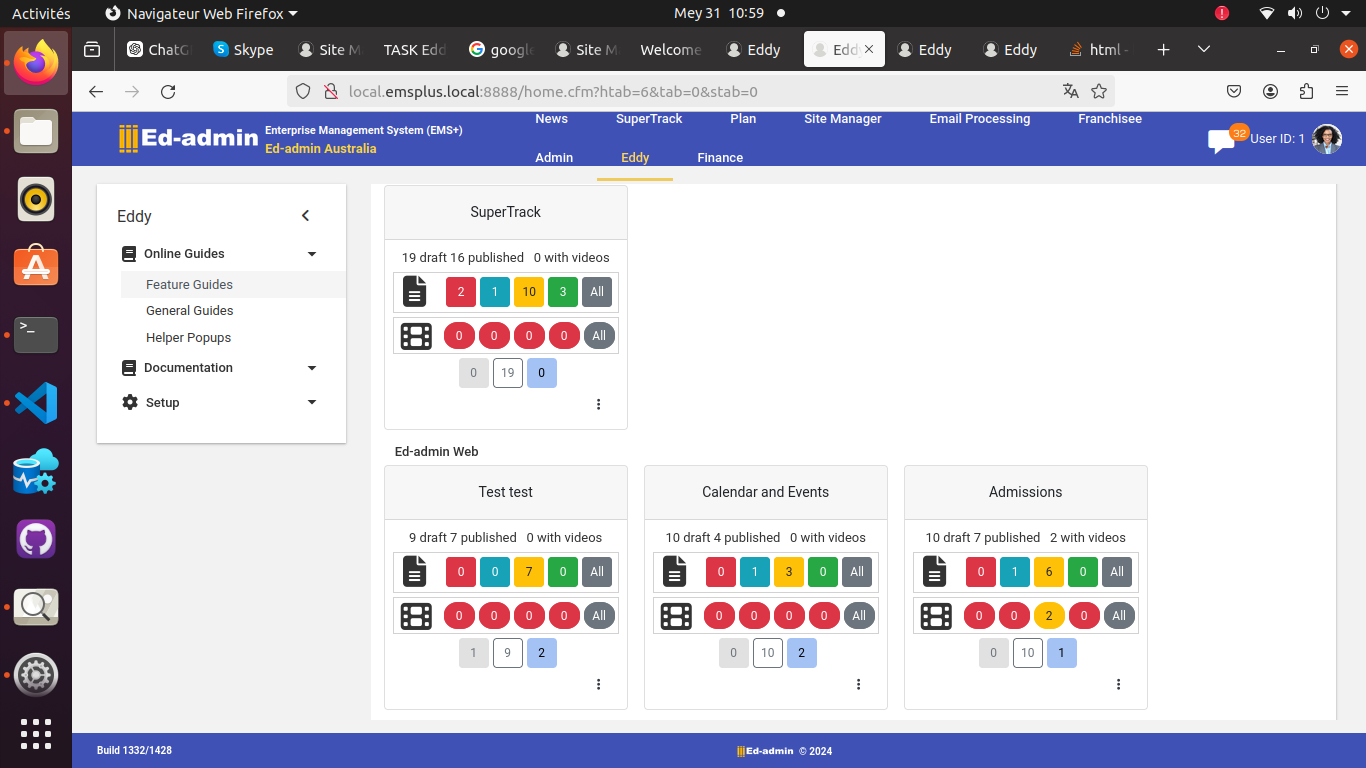 Activités
Navigateur Web Firefox
Mey 31 10:59
ChatG
Skype
Site M
TASK Edd
google
Site M
Welcome
Eddy
Edd
Eddy
Eddy
html -
local.emsplus.local:8888/home.cfm?htab=6&tab=0&stab=0
Ed-admin
Enterprise Management System (EMS+)
Ed-admin Australia
News
SuperTrack
Plan
Site Manager
Email Processing
Franchisee
Admin
Eddy
Finance
32
User ID: 1
Eddy
Online Guides
Feature Guides
General Guides
Helper Popups
Documentation
Setup
SuperTrack
19 draft 16 published 0 with videos
2 1 10 3 All
0 0 0 0 All
0 19 0
Ed-admin Web
Test test
9 draft 7 published 0 with videos
0 0 7 0 All
0 0 0 0 All
1 9 2
Calendar and Events
10 draft 4 published 0 with videos
0 1 3 0 All
0 0 0 0 All
0 10 2
Admissions
10 draft 7 published 2 with videos
0 1 6 0 All
0 0 2 0 All
0 10 1
Build 1332/1428
Ed-admin © 2024